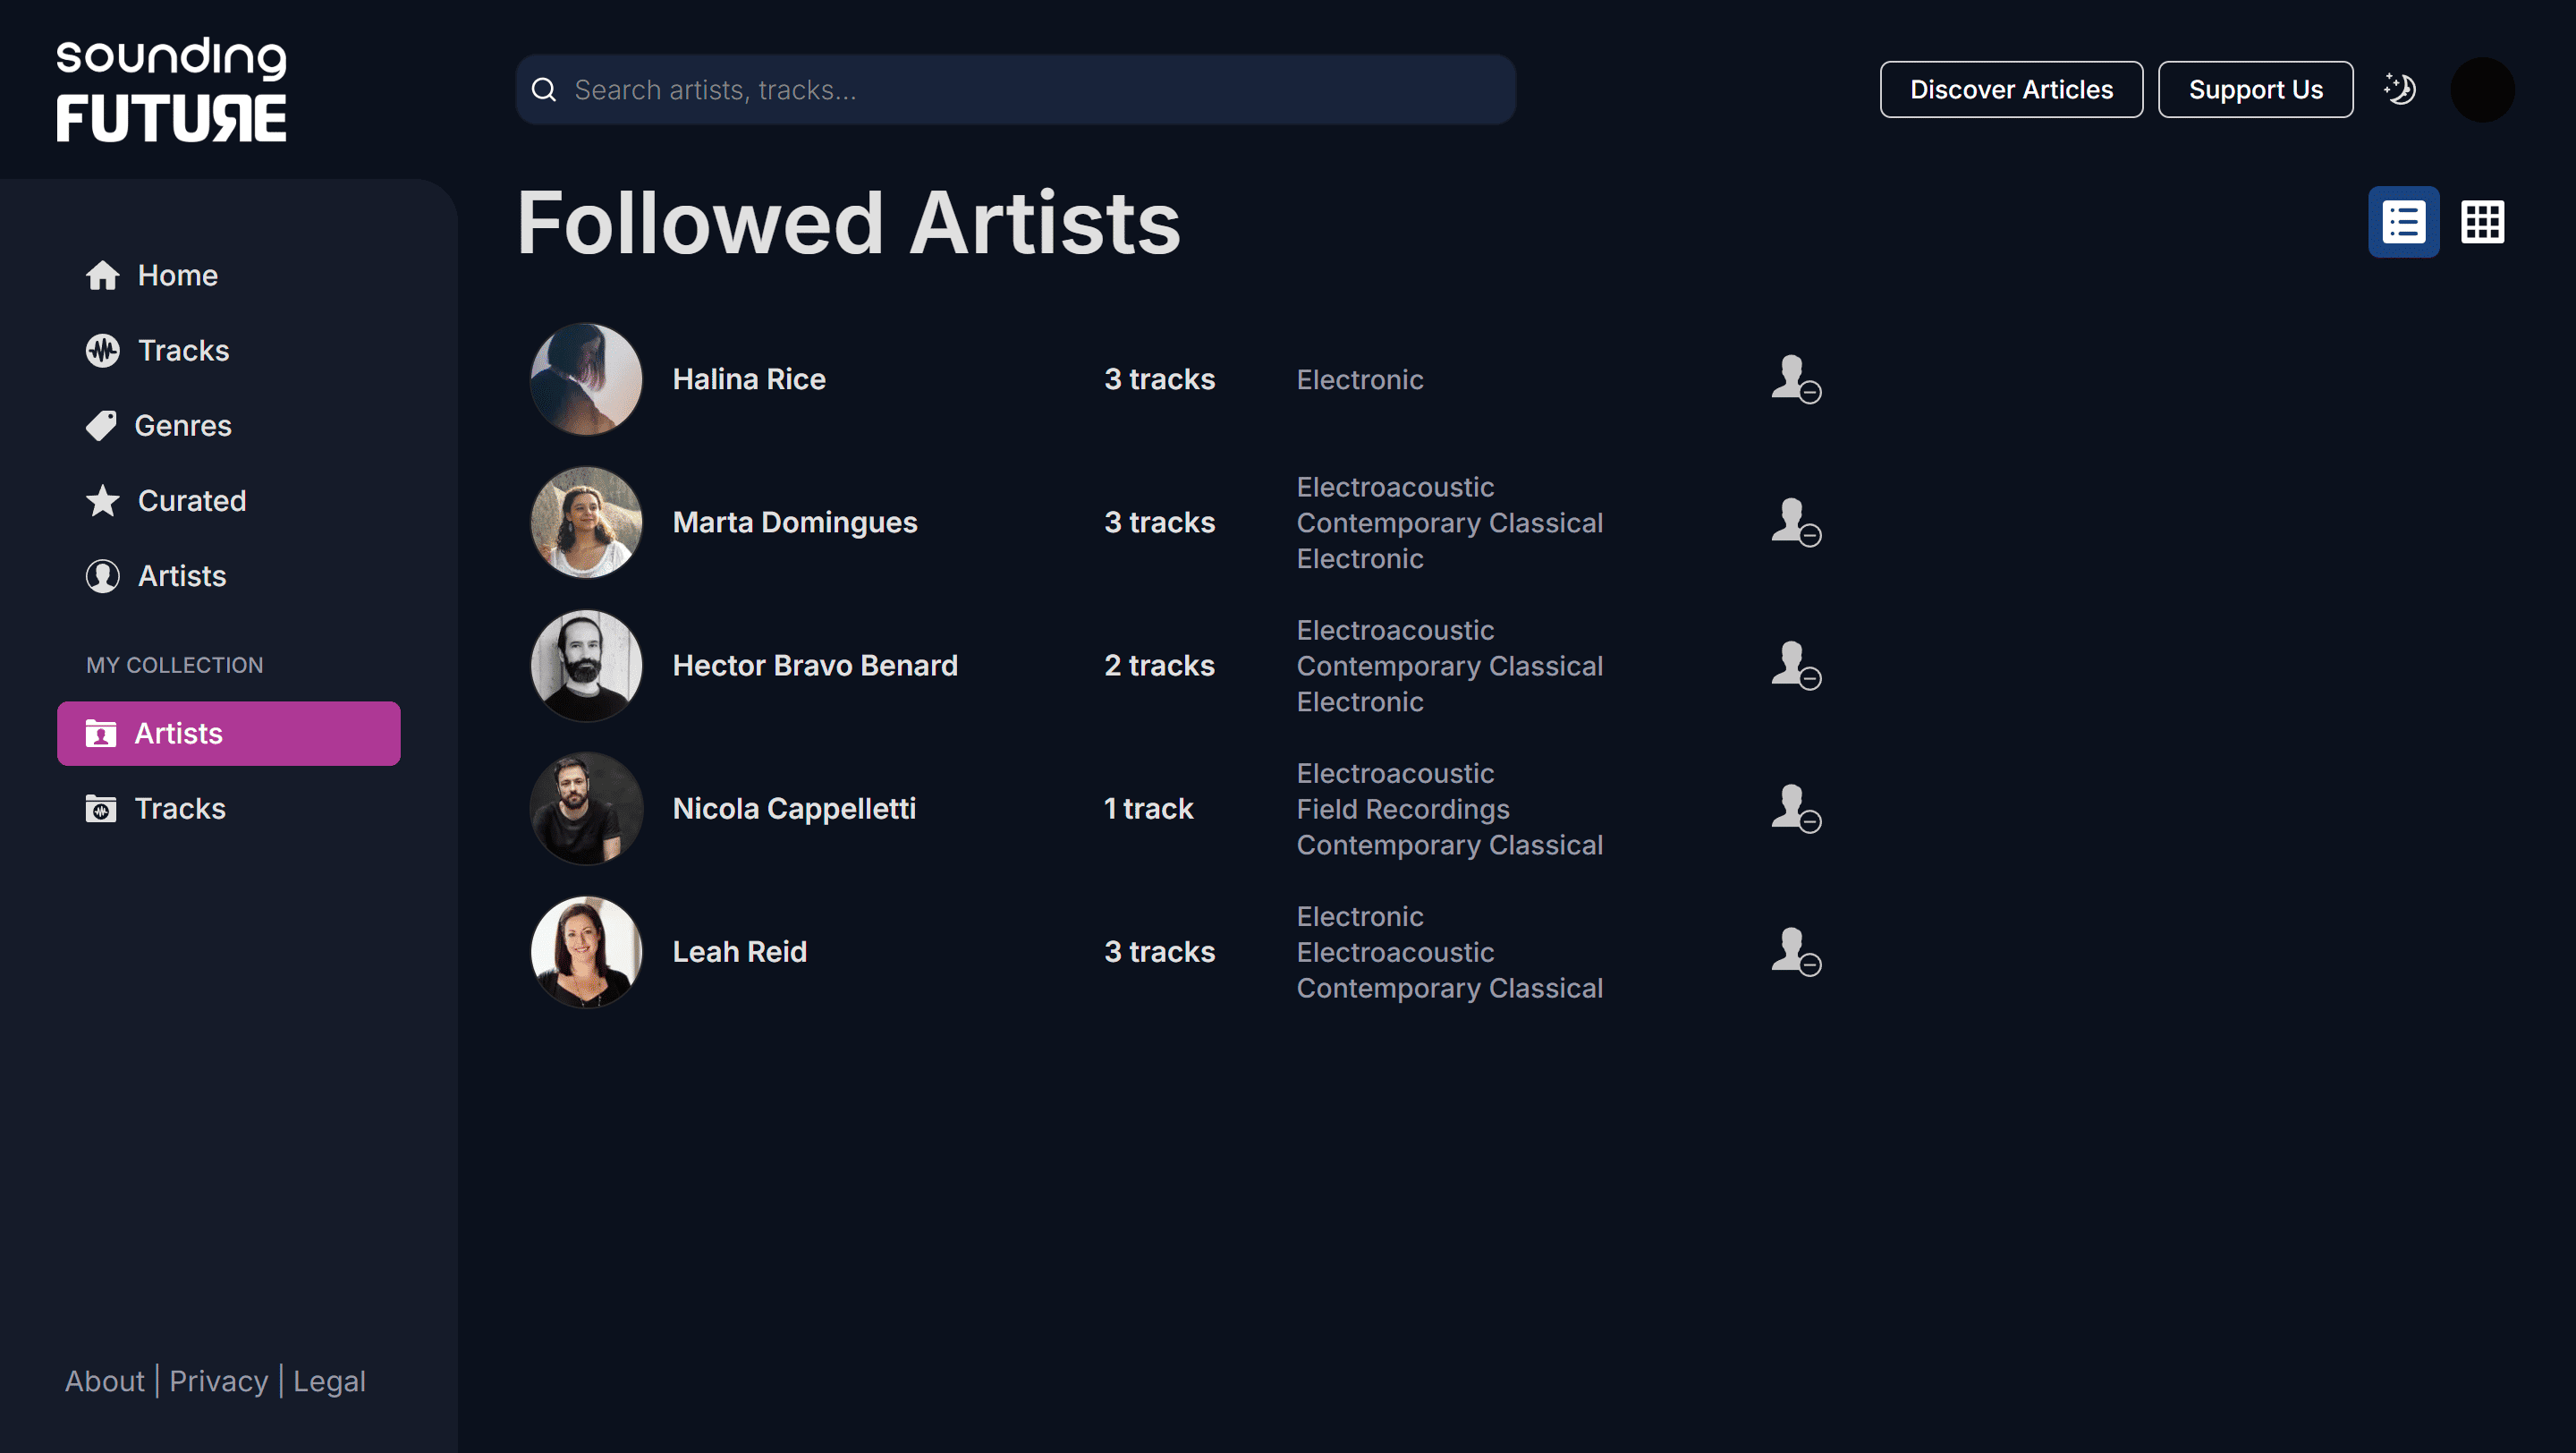 sounding
FUTURE
Search artists, tracks...
Discover Articles
Support Us
Home
Tracks
Genres
Curated
Artists
MY COLLECTION
Artists
Tracks
About | Privacy | Legal
Followed Artists
Halina Rice
3 tracks
Electronic
Marta Domingues
3 tracks
Electroacoustic
Contemporary Classical
Electronic
Hector Bravo Benard
2 tracks
Electroacoustic
Contemporary Classical
Electronic
Nicola Cappelletti
1 track
Electroacoustic
Field Recordings
Contemporary Classical
Leah Reid
3 tracks
Electronic
Electroacoustic
Contemporary Classical